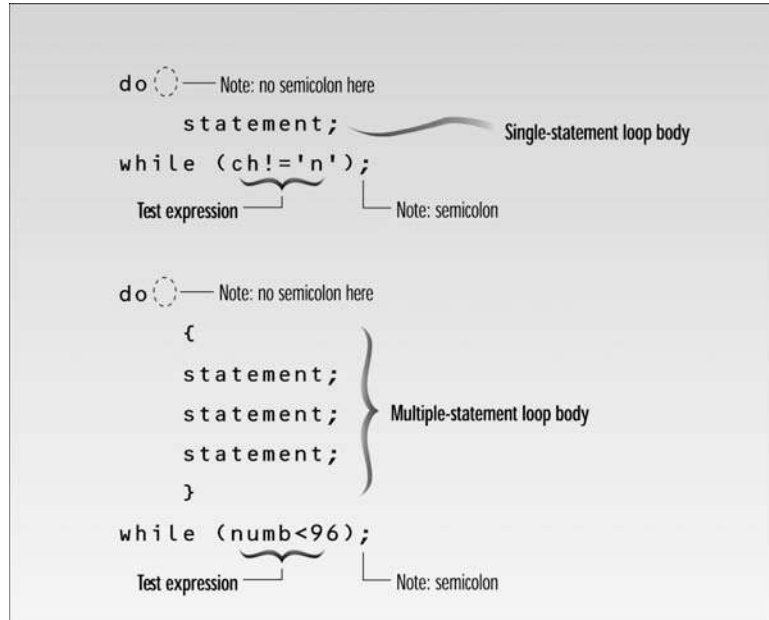 do Note: no semicolon here
statement; Single-statement loop body
while (ch!='n');
Test expression Note: semicolon
do Note: no semicolon here
{
statement;
statement; Multiple-statement loop body
statement;
}
while (numb<96);
Test expression Note: semicolon